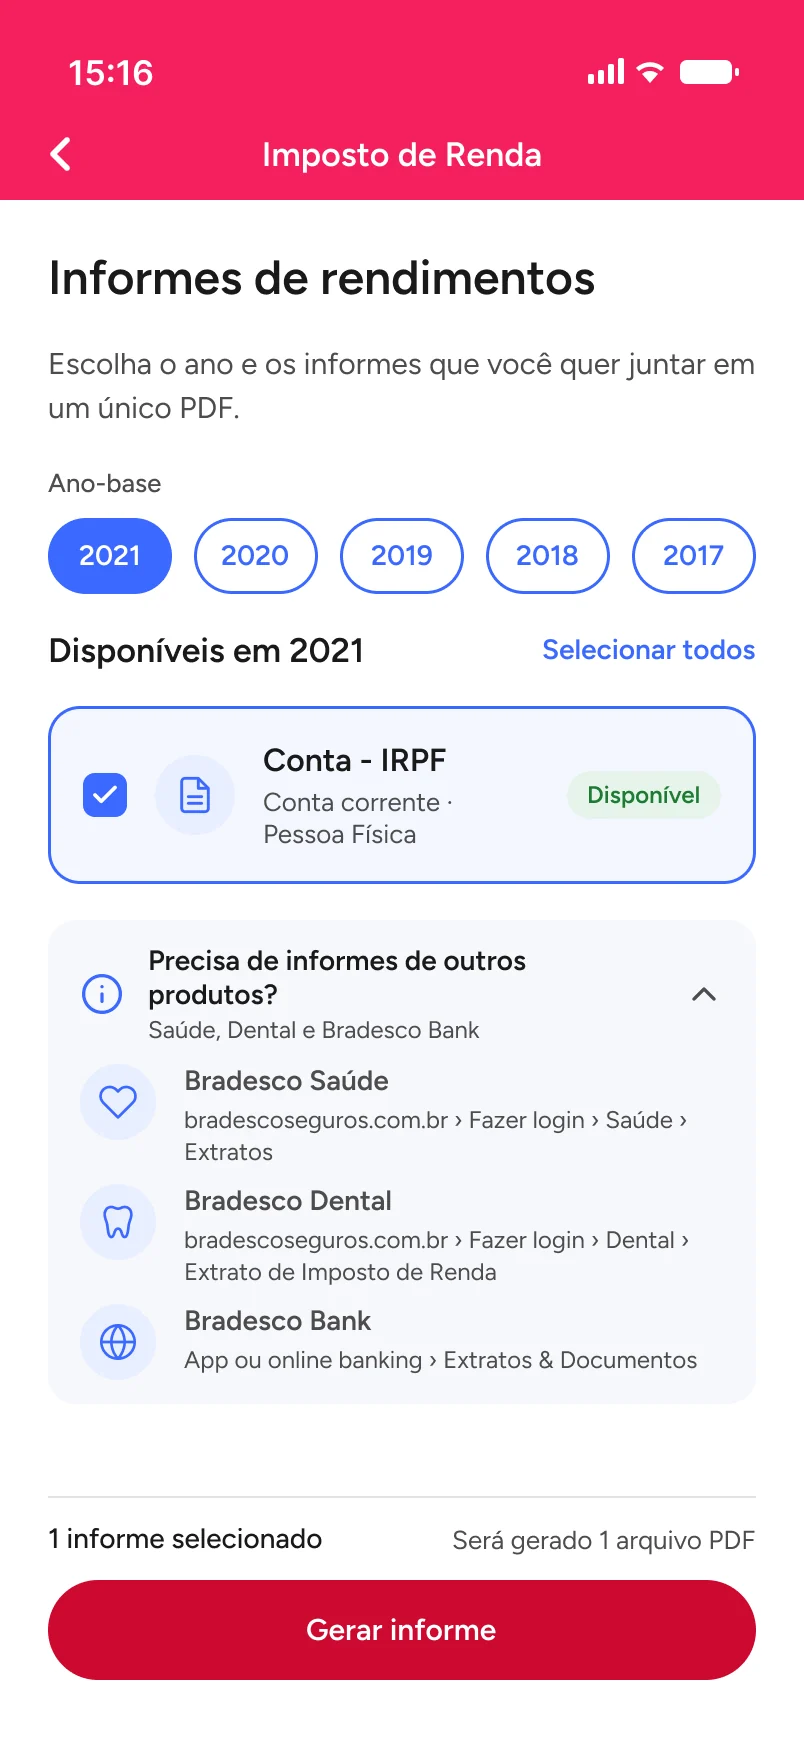 15:16
Imposto de Renda
Informes de rendimentos
Escolha o ano e os informes que você quer juntar em
um único PDF.
Ano-base
2021 2020 2019 2018 2017
Disponíveis em 2021 Selecionar todos
Conta - IRPF
Conta corrente ·
Pessoa Física
Disponível
Precisa de informes de outros
produtos?
Saúde, Dental e Bradesco Bank
Bradesco Saúde
bradescoseguros.com.br › Fazer login › Saúde ›
Extratos
Bradesco Dental
bradescoseguros.com.br › Fazer login › Dental ›
Extrato de Imposto de Renda
Bradesco Bank
App ou online banking › Extratos & Documentos
1 informe selecionado Será gerado 1 arquivo PDF
Gerar informe